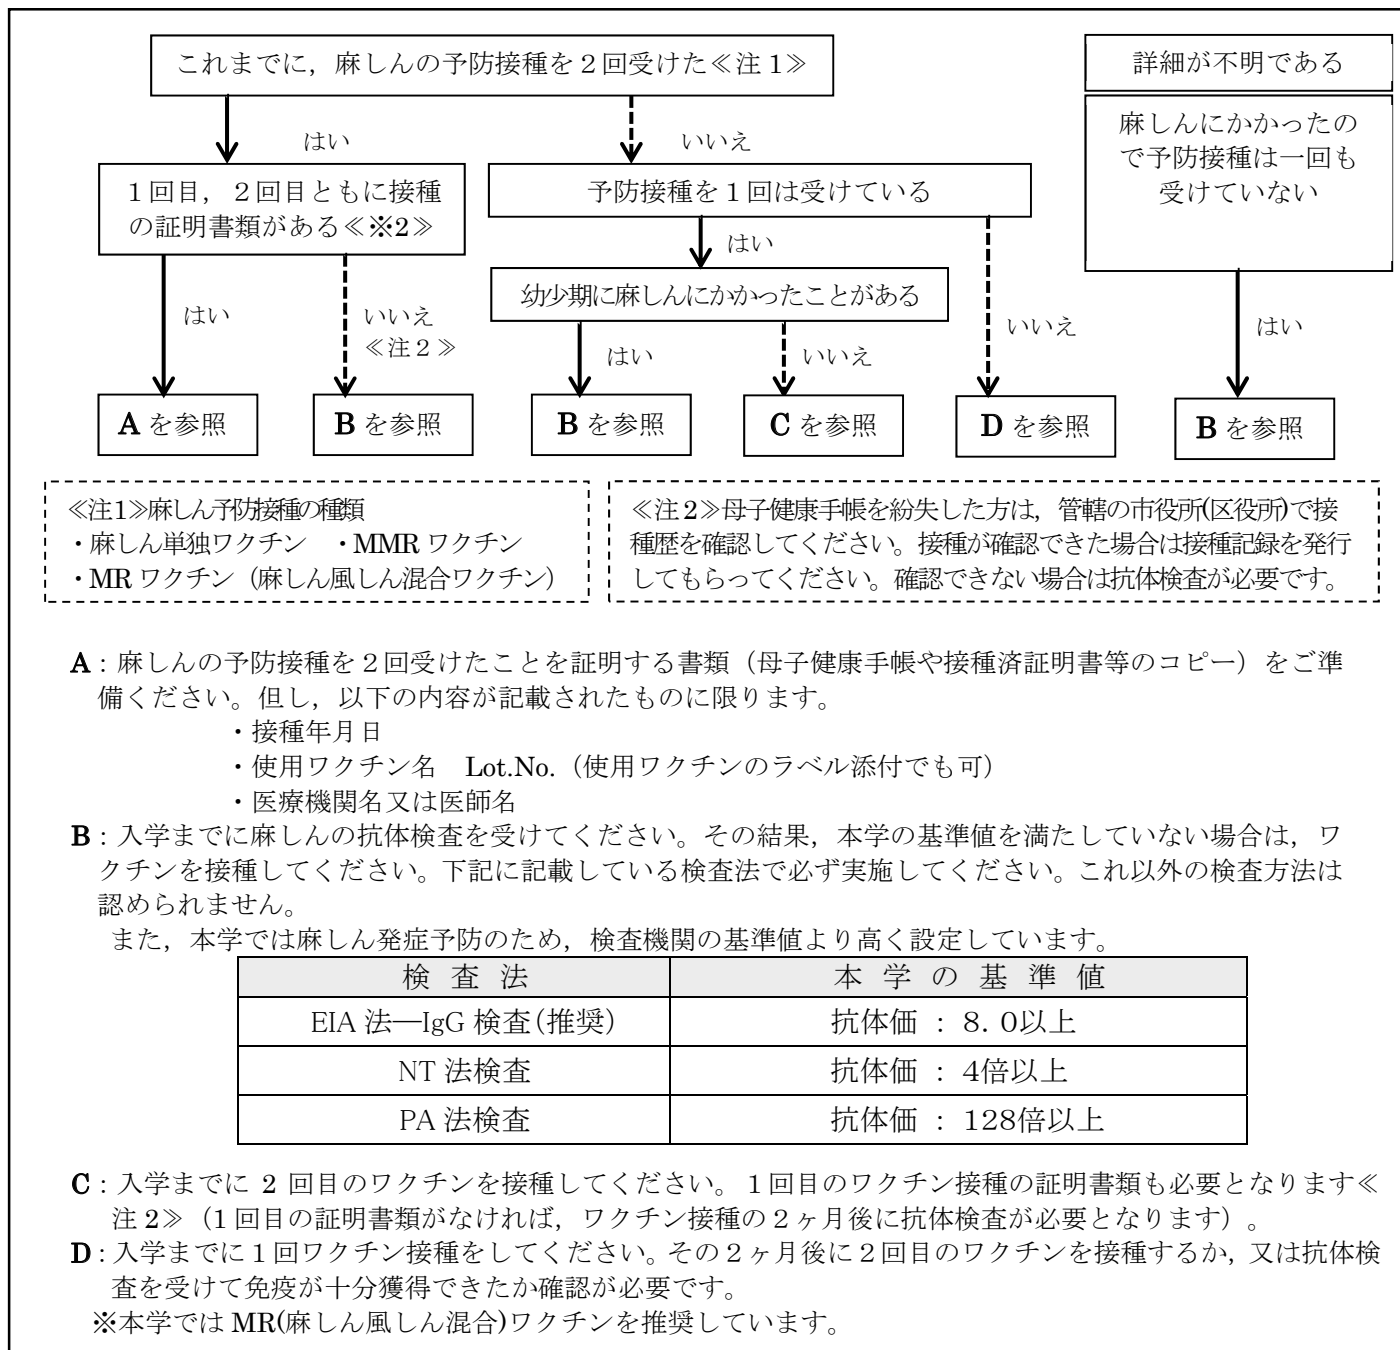 これまでに，麻しんの予防接種を２回受けた≪注１≫
詳細が不明である
麻しんにかかったの
で予防接種は一回も
受けていない
はい
いいえ
１回目，２回目ともに接種
の証明書類がある≪※2≫
予防接種を１回は受けている
はい
幼少期に麻しんにかかったことがある
はい
いいえ
≪注２≫
はい
いいえ
いいえ
はい
A を参照
B を参照
B を参照
C を参照
D を参照
B を参照
≪注1≫麻しん予防接種の種類
・麻しん単独ワクチン　・MMR ワクチン
・MR ワクチン（麻しん風しん混合ワクチン）
≪注２≫母子健康手帳を紛失した方は，管轄の市役所(区役所)で接
種歴を確認してください。接種が確認できた場合は接種記録を発行
してもらってください。確認できない場合は抗体検査が必要です。
A：麻しんの予防接種を２回受けたことを証明する書類（母子健康手帳や接種済証明書等のコピー）をご準
備ください。但し，以下の内容が記載されたものに限ります。
・接種年月日
・使用ワクチン名　Lot.No.（使用ワクチンのラベル添付でも可）
・医療機関名又は医師名
B：入学までに麻しんの抗体検査を受けてください。その結果，本学の基準値を満たしていない場合は，ワ
クチンを接種してください。下記に記載している検査法で必ず実施してください。これ以外の検査方法は
認められません。
また，本学では麻しん発症予防のため，検査機関の基準値より高く設定しています。
検 査 法　本 学 の 基 準 値
EIA 法―IgG 検査(推奨)　抗体価 ： 8．0以上
NT 法検査　抗体価 ： 4倍以上
PA 法検査　抗体価 ： 128倍以上
C：入学までに 2 回目のワクチンを接種してください。１回目のワクチン接種の証明書類も必要となります≪
注 2≫（1 回目の証明書類がなければ，ワクチン接種の２ヶ月後に抗体検査が必要となります）。
D：入学までに１回ワクチン接種をしてください。その２ヶ月後に２回目のワクチンを接種するか，又は抗体検
査を受けて免疫が十分獲得できたか確認が必要です。
※本学では MR(麻しん風しん混合)ワクチンを推奨しています。